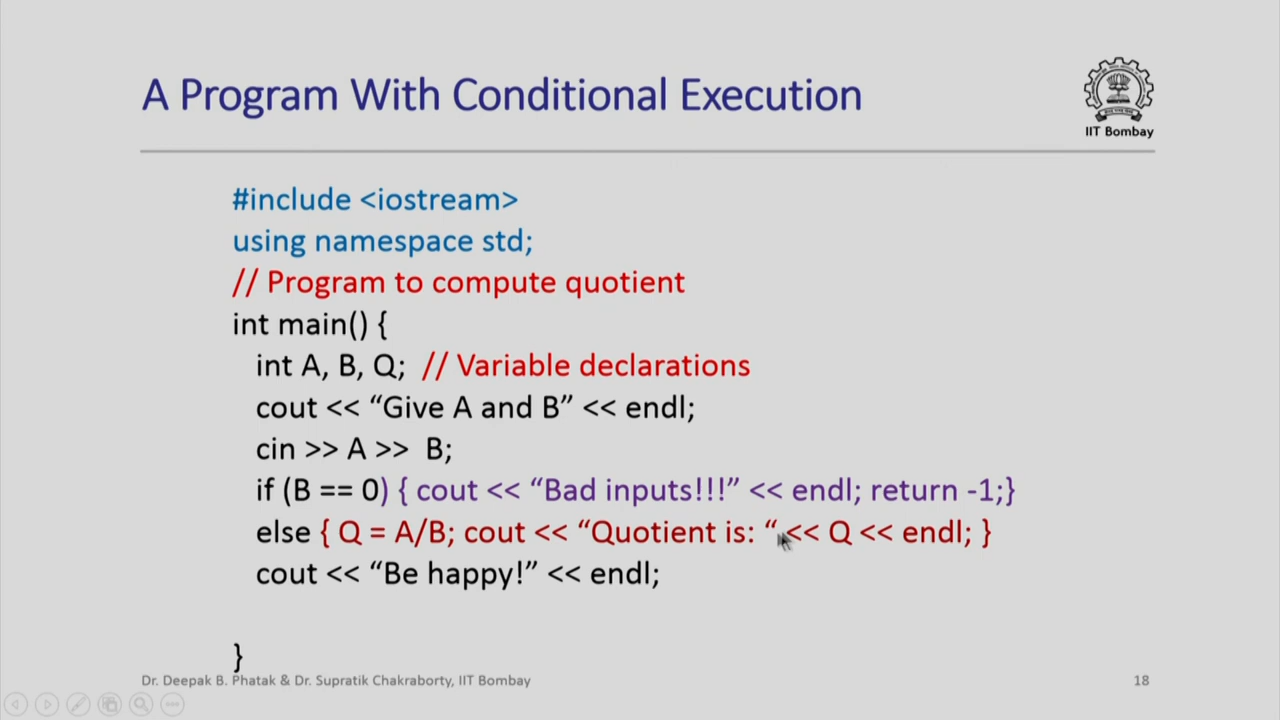 A Program With Conditional Execution
IIT Bombay
#include <iostream>
using namespace std;
// Program to compute quotient
int main() {
int A, B, Q; // Variable declarations
cout << “Give A and B” << endl;
cin >> A >> B;
if (B == 0) { cout << “Bad inputs!!!” << endl; return -1;}
else { Q = A/B; cout << “Quotient is: “ << Q << endl; }
cout << “Be happy!” << endl;
}
Dr. Deepak B. Phatak & Dr. Supratik Chakraborty, IIT Bombay
18